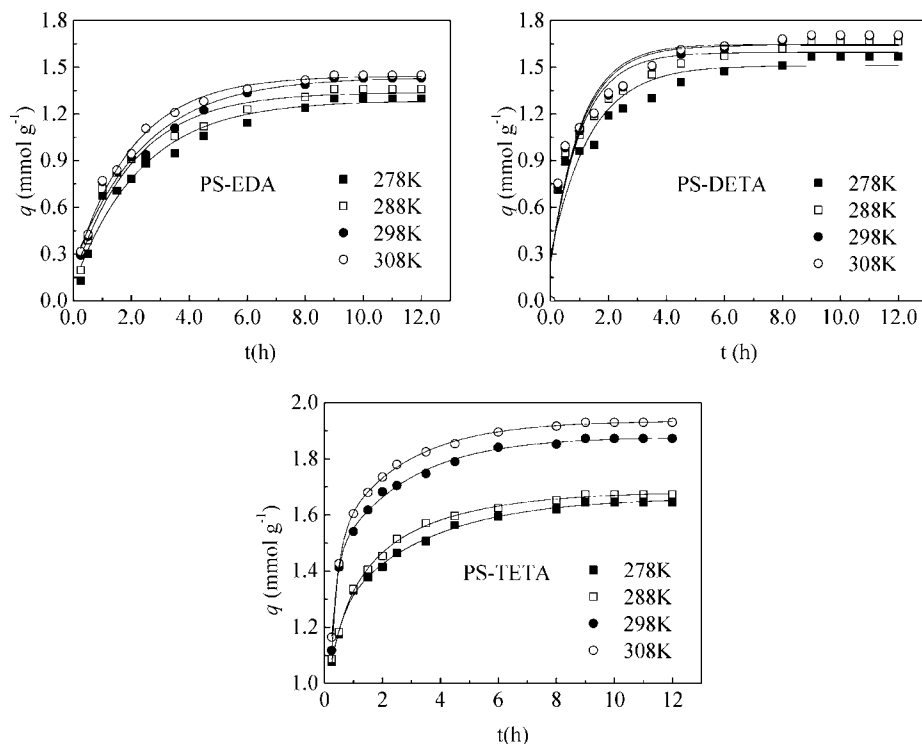 1.8
1.5
1.2
0.9
0.6
0.3
0.0
q (mmol g⁻¹)
PS-EDA
278K
288K
298K
308K
0.0 2.0 4.0 6.0 8.0 10.0 12.0
t(h)
1.8
1.5
1.2
0.9
0.6
0.3
0.0
q (mmol g⁻¹)
PS-DETA
278K
288K
298K
308K
0.0 2.0 4.0 6.0 8.0 10.0 12.0
t (h)
2.0
1.8
1.6
1.4
1.2
1.0
q (mmol g⁻¹)
PS-TETA
278K
288K
298K
308K
0 2 4 6 8 10 12
t(h)